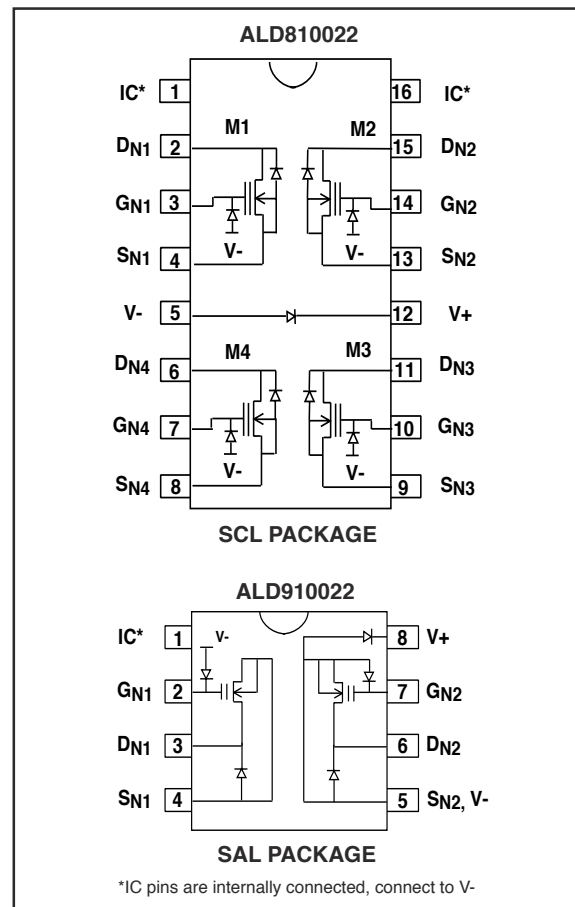 ALD810022
IC* 1 16 IC*
M1 M2
DN1 2 15 DN2
GN1 3 14 GN2
V- V-
SN1 4 13 SN2
V- 5 12 V+
M4 M3
DN4 6 11 DN3
GN4 7 10 GN3
V- V-
SN4 8 9 SN3
SCL PACKAGE
ALD910022
IC* 1 V- 8 V+
GN1 2 7 GN2
DN1 3 6 DN2
SN1 4 5 SN2, V-
SAL PACKAGE
*IC pins are internally connected, connect to V-